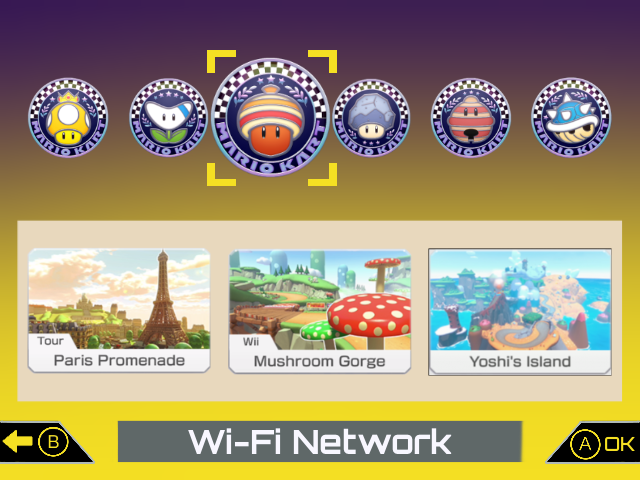 MARIO KART
MARIO KART
MARIO KART
MARIO KART
MARIO KART
MARIO KART
Tour
Paris Promenade
Wii
Mushroom Gorge
Yoshi's Island
B
Wi-Fi Network
A OK